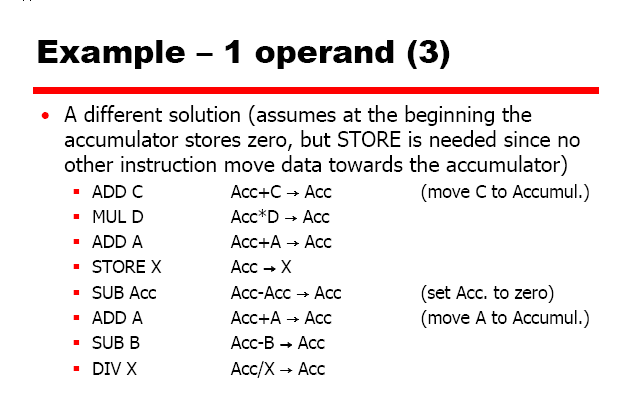 Example – 1 operand (3)
• A different solution (assumes at the beginning the
accumulator stores zero, but STORE is needed since no
other instruction move data towards the accumulator)
▪ ADD C Acc+C → Acc (move C to Accumul.)
▪ MUL D Acc*D → Acc
▪ ADD A Acc+A → Acc
▪ STORE X Acc → X
▪ SUB Acc Acc-Acc → Acc (set Acc. to zero)
▪ ADD A Acc+A → Acc (move A to Accumul.)
▪ SUB B Acc-B → Acc
▪ DIV X Acc/X → Acc